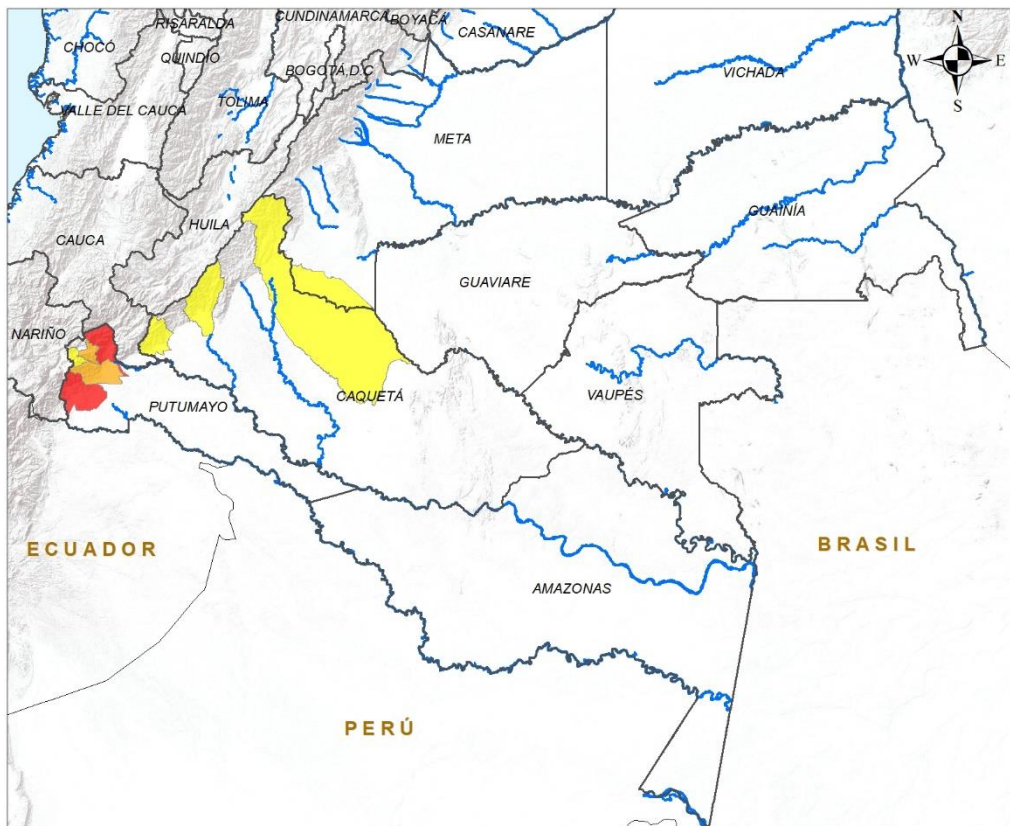 CUNDINAMARCA
BOYACÁ
RISARALDA
CASANARE
N
CHOCÓ
QUINDÍO
BOGOTÁ, D.C
VICHADA
W
E
S
VALLE DEL CAUCA
TOLIMA
META
GUAINÍA
HUILA
CAUCA
GUAVIARE
NARIÑO
PUTUMAYO
CAQUETÁ
VAUPÉS
ECUADOR
BRASIL
AMAZONAS
PERÚ